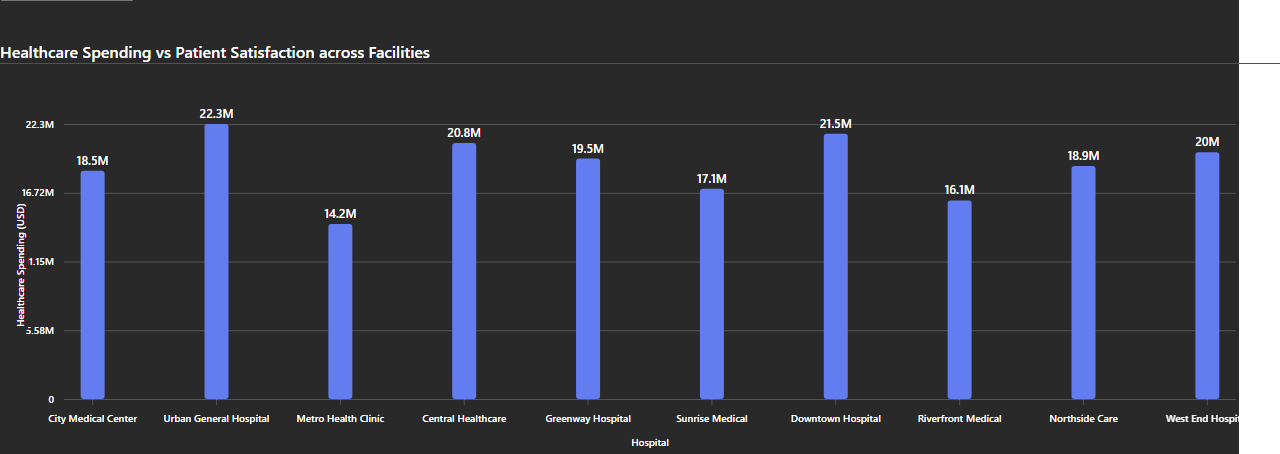 Healthcare Spending vs Patient Satisfaction across Facilities
22.3M
16.72M
1.15M
5.58M
0
Healthcare Spending (USD)
18.5M
22.3M
14.2M
20.8M
19.5M
17.1M
21.5M
16.1M
18.9M
20M
City Medical Center
Urban General Hospital
Metro Health Clinic
Central Healthcare
Greenway Hospital
Sunrise Medical
Downtown Hospital
Riverfront Medical
Northside Care
West End Hospit
Hospital